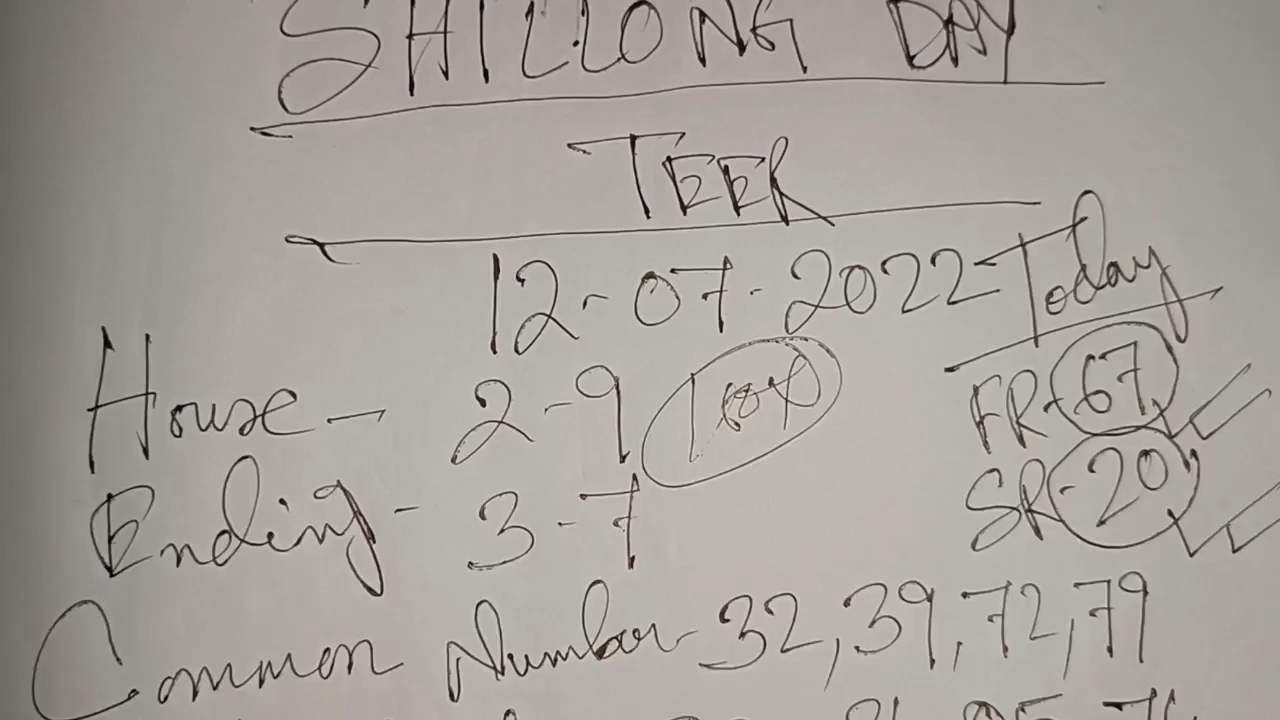 SHILLONG DAY
TEER
12-07-2022 Today
House - 2-9
FR-67
Ending - 3-7
SR-20
Common Number-32,39,72,79